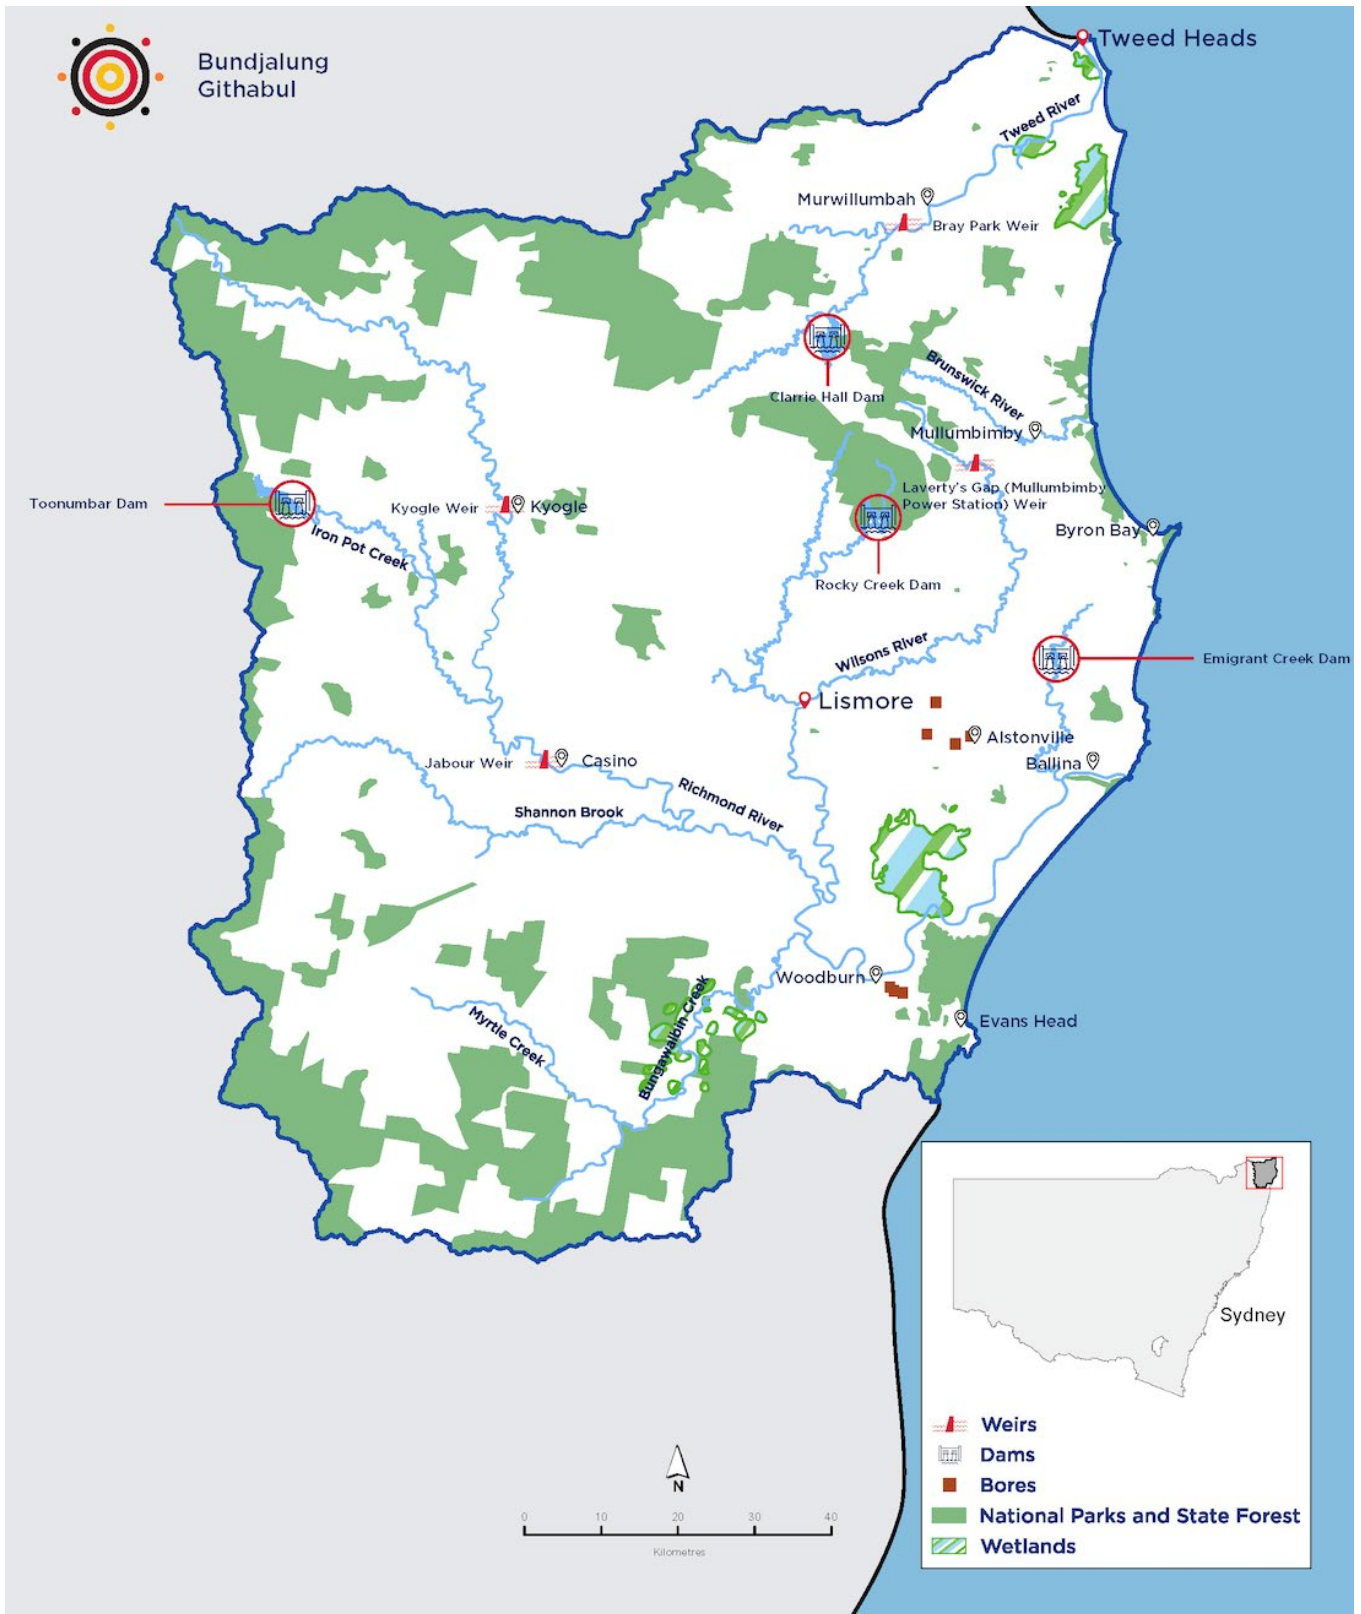 Bundjalung
Githabul
Tweed Heads
Tweed River
Murwillumbah
Bray Park Weir
Clarrie Hall Dam
Brunswick River
Mullumbimby
Laverty's Gap (Mullumbimby
Power Station) Weir
Toonumbar Dam
Kyogle Weir
Kyogle
Iron Pot Creek
Byron Bay
Rocky Creek Dam
Wilsons River
Emigrant Creek Dam
Lismore
Alstonville
Ballina
Jabour Weir
Casino
Richmond River
Shannon Brook
Woodburn
Bungawalbin Creek
Myrtle Creek
Evans Head
Sydney
Weirs
Dams
Bores
National Parks and State Forest
Wetlands
N
0 10 20 30 40
Kilometres